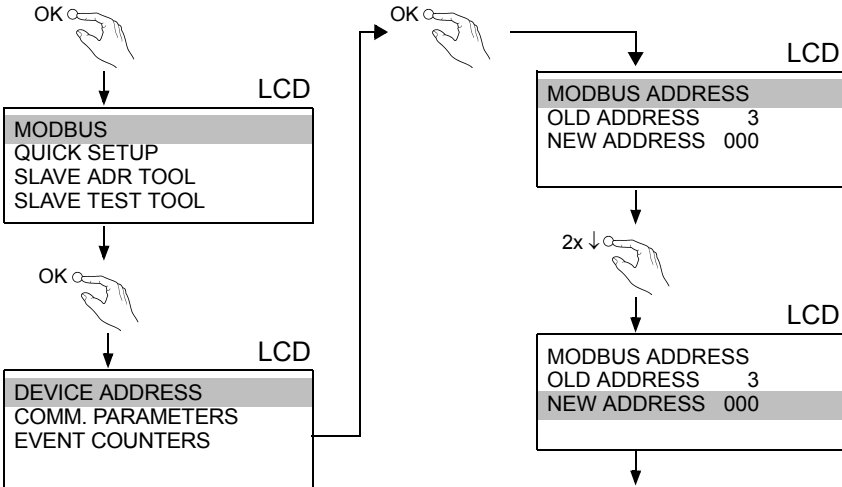 OK
LCD
MODBUS
QUICK SETUP
SLAVE ADR TOOL
SLAVE TEST TOOL
OK
LCD
DEVICE ADDRESS
COMM. PARAMETERS
EVENT COUNTERS
OK
LCD
MODBUS ADDRESS
OLD ADDRESS 3
NEW ADDRESS 000
2x ↓
LCD
MODBUS ADDRESS
OLD ADDRESS 3
NEW ADDRESS 000